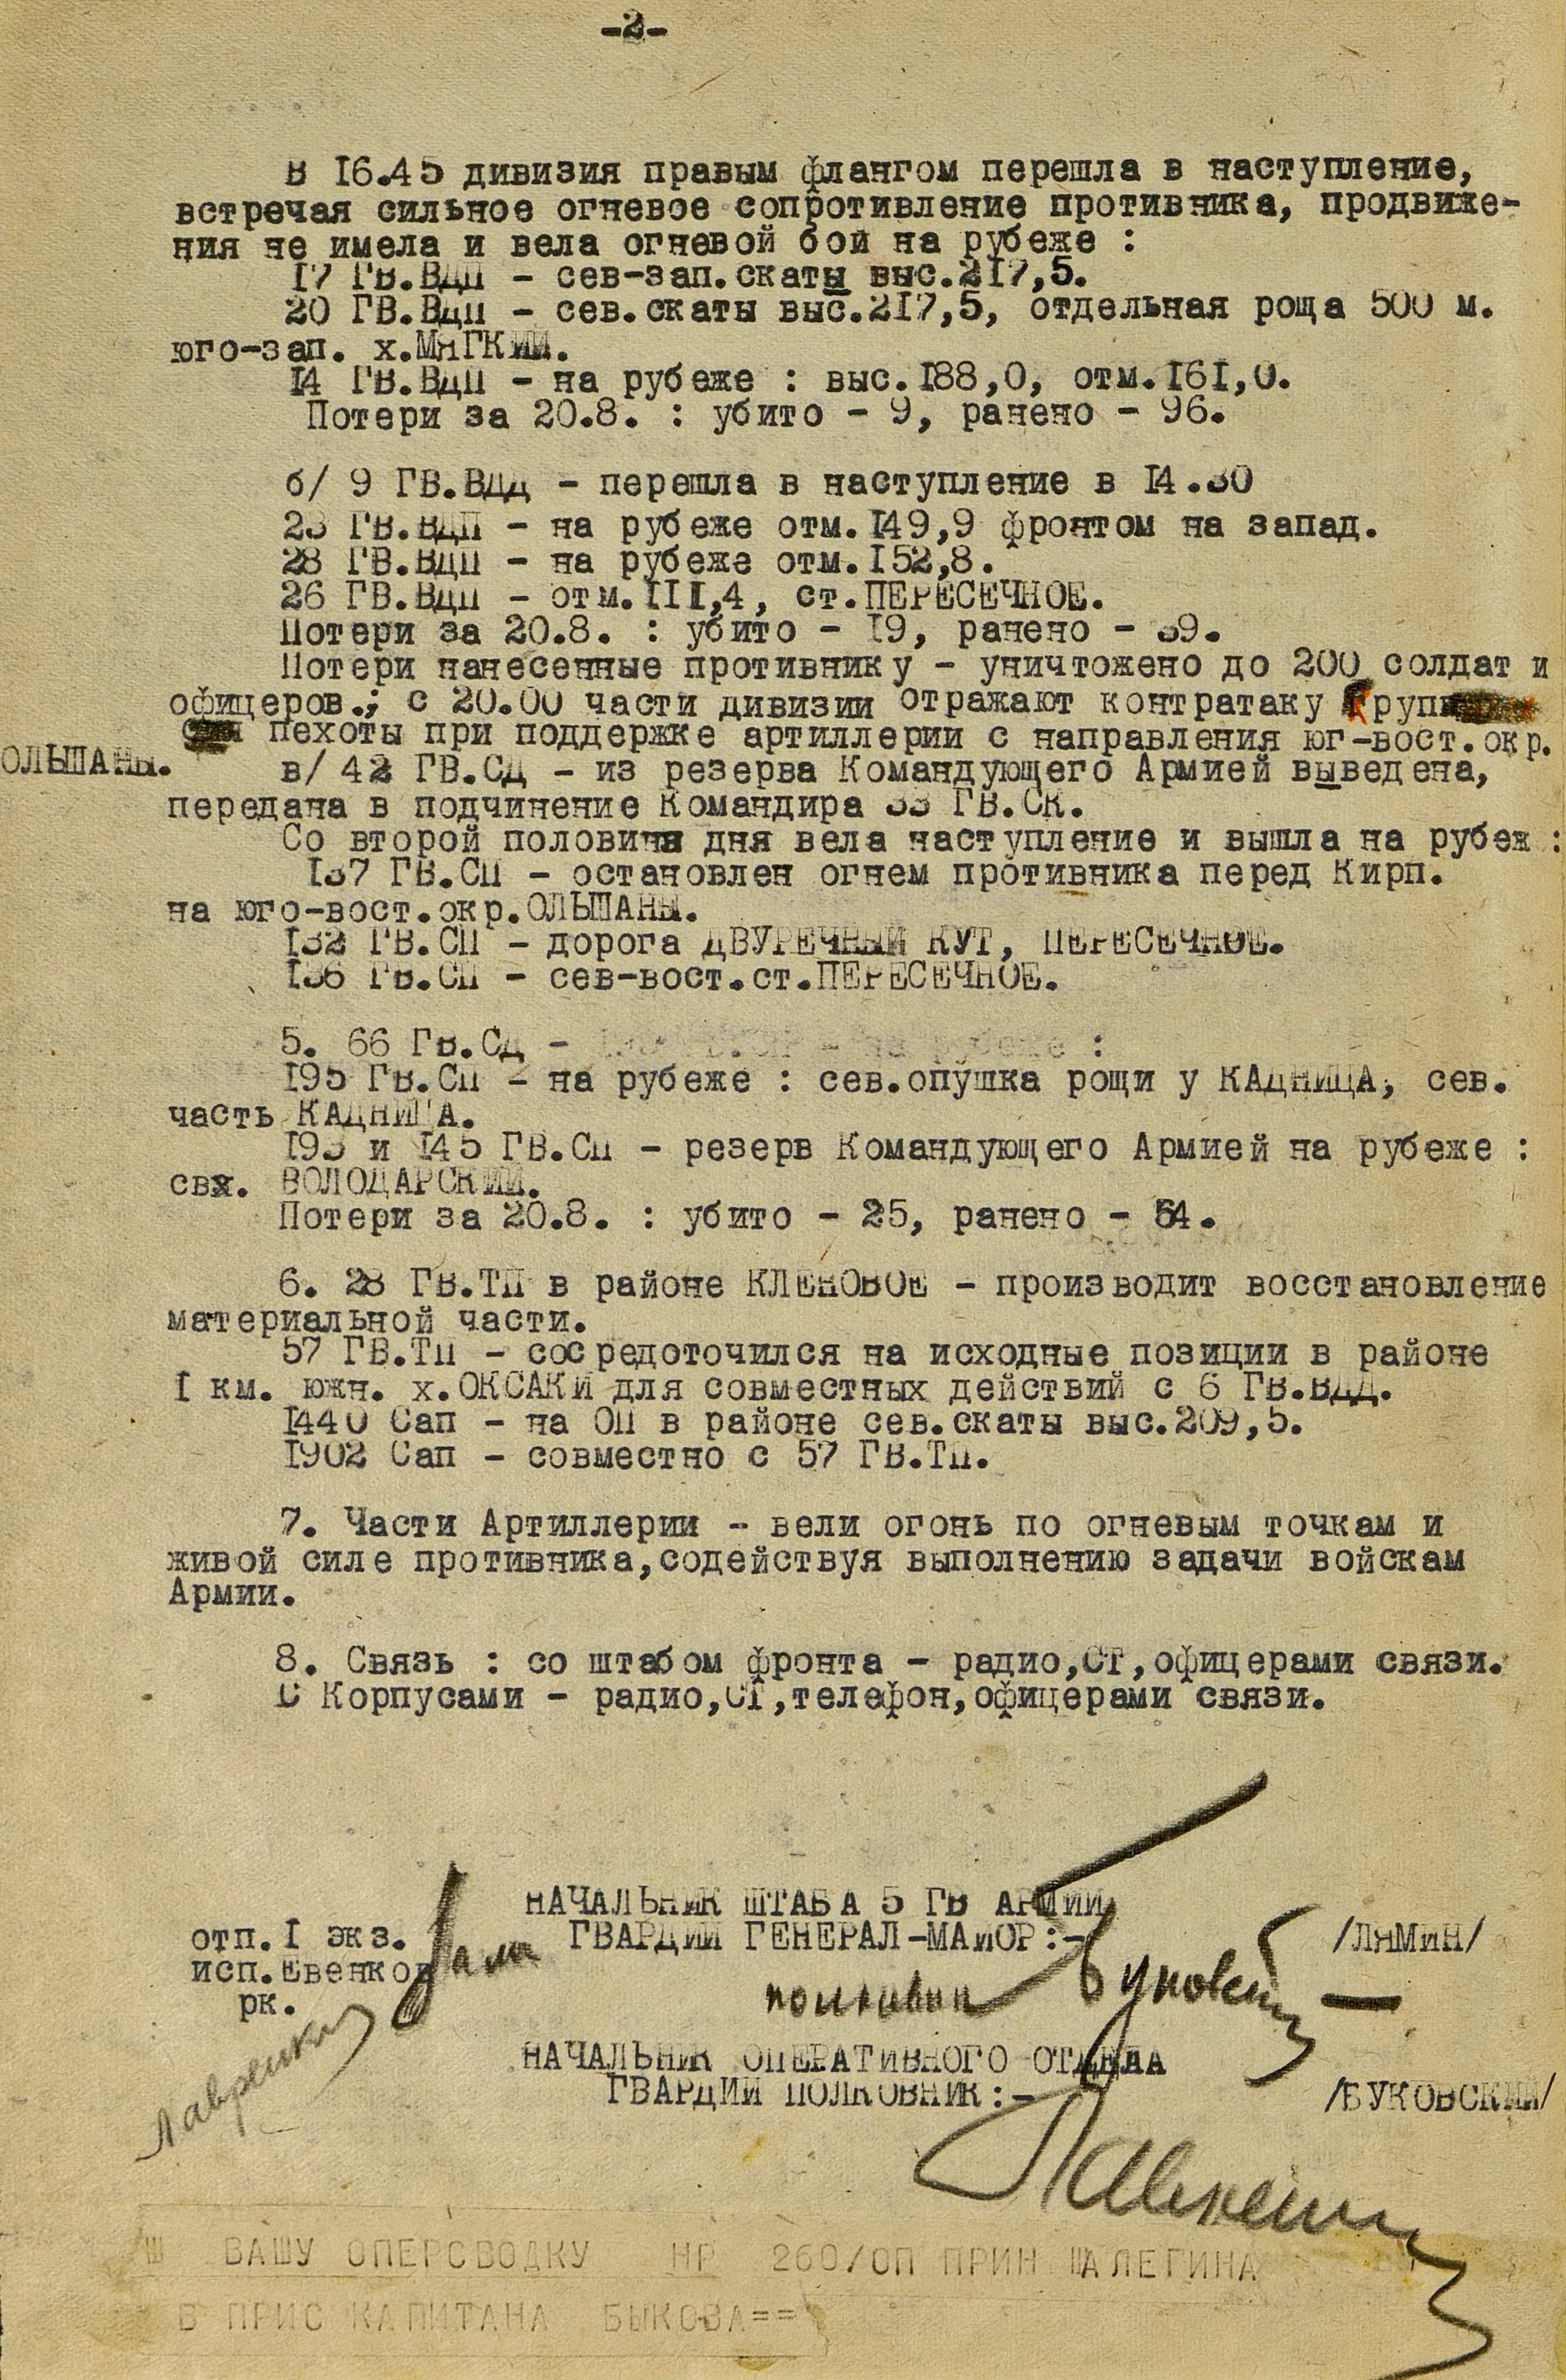 -2-
В 16.45 дивизия правым флангом перешла в наступление,
встречая сильное огневое сопротивление противника, продвиже-
ния не имела и вела огневой бой на рубеже :
17 ГВ.ВДП - сев-зап.скаты выс.217,5.
20 ГВ.ВДП - сев.скаты выс.217,5, отдельная роща 500 м.
юго-зап. х.МЯГКИЙ.
14 ГВ.ВДП - на рубеже : выс.188,0, отм.161,0.
Потери за 20.8. : убито - 9, ранено - 96.
б/ 9 ГВ.ВДД - перешла в наступление в 14.30
23 ГВ.ВДП - на рубеже отм.149,9 фронтом на запад.
28 ГВ.ВДП - на рубеже отм.152,8.
26 ГВ.ВДП - отм.111,4, ст.ПЕРЕСЕЧНОЕ.
Потери за 20.8. : убито - 19, ранено - 39.
Потери нанесенные противнику - уничтожено до 200 солдат и
офицеров.; с 20.00 части дивизии отражают контратаку груп
пехоты при поддержке артиллерии с направления юг-вост.окр.
ОЛЬШАНЫ.
в/ 42 ГВ.СД - из резерва Командующего Армией выведена,
передана в подчинение Командира 33 ГВ.СК.
Со второй половины дня вела наступление и вышла на рубеж :
137 ГВ.СП - остановлен огнем противника перед Кирп.
на юго-вост.окр.ОЛЬШАНЫ.
132 ГВ.СП - дорога ДВУРЕЧНЫЙ КУТ, ПЕРЕСЕЧНОЕ.
136 ГВ.СП - сев-вост.ст.ПЕРЕСЕЧНОЕ.
5. 66 ГВ.СД - на рубеже :
195 ГВ.СП - на рубеже : сев.опушка рощи у КАДНИЦА, сев.
часть КАДНИЦА.
193 и 145 ГВ.СП - резерв Командующего Армией на рубеже :
свх. ВОЛОДАРСКИЙ.
Потери за 20.8. : убито - 25, ранено - 54.
6. 28 ГВ.ТП в районе КЛЕНОВОЕ - производит восстановление
материальной части.
57 ГВ.ТП - сосредоточился на исходные позиции в районе
1 км. южн. х.ОКСАКИ для совместных действий с 6 ГВ.ВДД.
1440 Сап - на ОП в районе сев.скаты выс.209,5.
1902 Сап - совместно с 57 ГВ.ТП.
7. Части Артиллерии - вели огонь по огневым точкам и
живой силе противника,содействуя выполнению задачи войскам
Армии.
8. Связь : со штабом фронта - радио,СТ,офицерами связи.
С Корпусами - радио,СТ,телефон,офицерами связи.
НАЧАЛЬНИК ШТАБА 5 ГВ АРМИИ
ГВАРДИИ ГЕНЕРАЛ-МАЙОР:- /ЛЯМИН/
отп.1 экз.
исп.Евенков
рк.
полковник Буковский
НАЧАЛЬНИК ОПЕРАТИВНОГО ОТДЕЛА
ГВАРДИИ ПОЛКОВНИК:- /БУКОВСКИЙ/
Ш ВАШУ ОПЕРСВОДКУ НР 260/ОП ПРИН ШАЛЕГИНА
В ПРИС КАПИТАНА БЫКОВА==